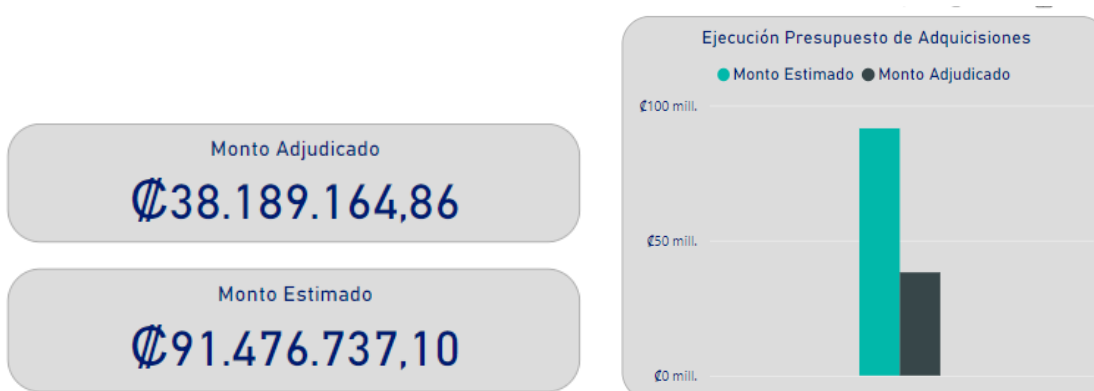 Monto Adjudicado
₡38.189.164,86
Monto Estimado
₡91.476.737,10
Ejecución Presupuesto de Adquicisiones
Monto Estimado Monto Adjudicado
₡100 mill.
₡50 mill.
₡0 mill.